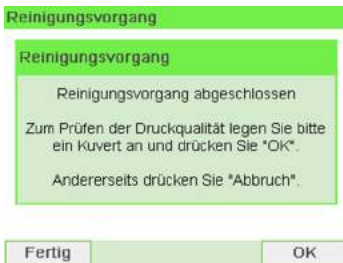 Reinigungsvorgang
Reinigungsvorgang
Reinigungsvorgang abgeschlossen
Zum Prüfen der Druckqualität legen Sie bitte
ein Kuvert an und drücken Sie "OK".
Andererseits drücken Sie "Abbruch".
Fertig
OK